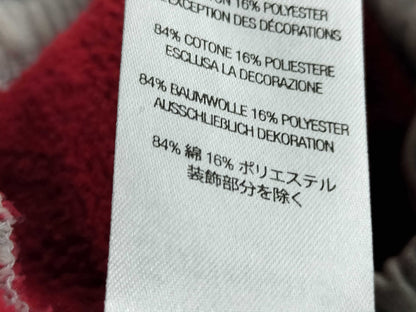 16% POLYESTER
EXCEPTION DES DÉCORATIONS
84% COTONE 16% POLIESTERE
ESCLUSA LA DECORAZIONE
84% BAUMWOLLE 16% POLYESTER
AUSSCHLIEßLICH DEKORATION
84% 綿 16% ポリエステル
装飾部分を除く